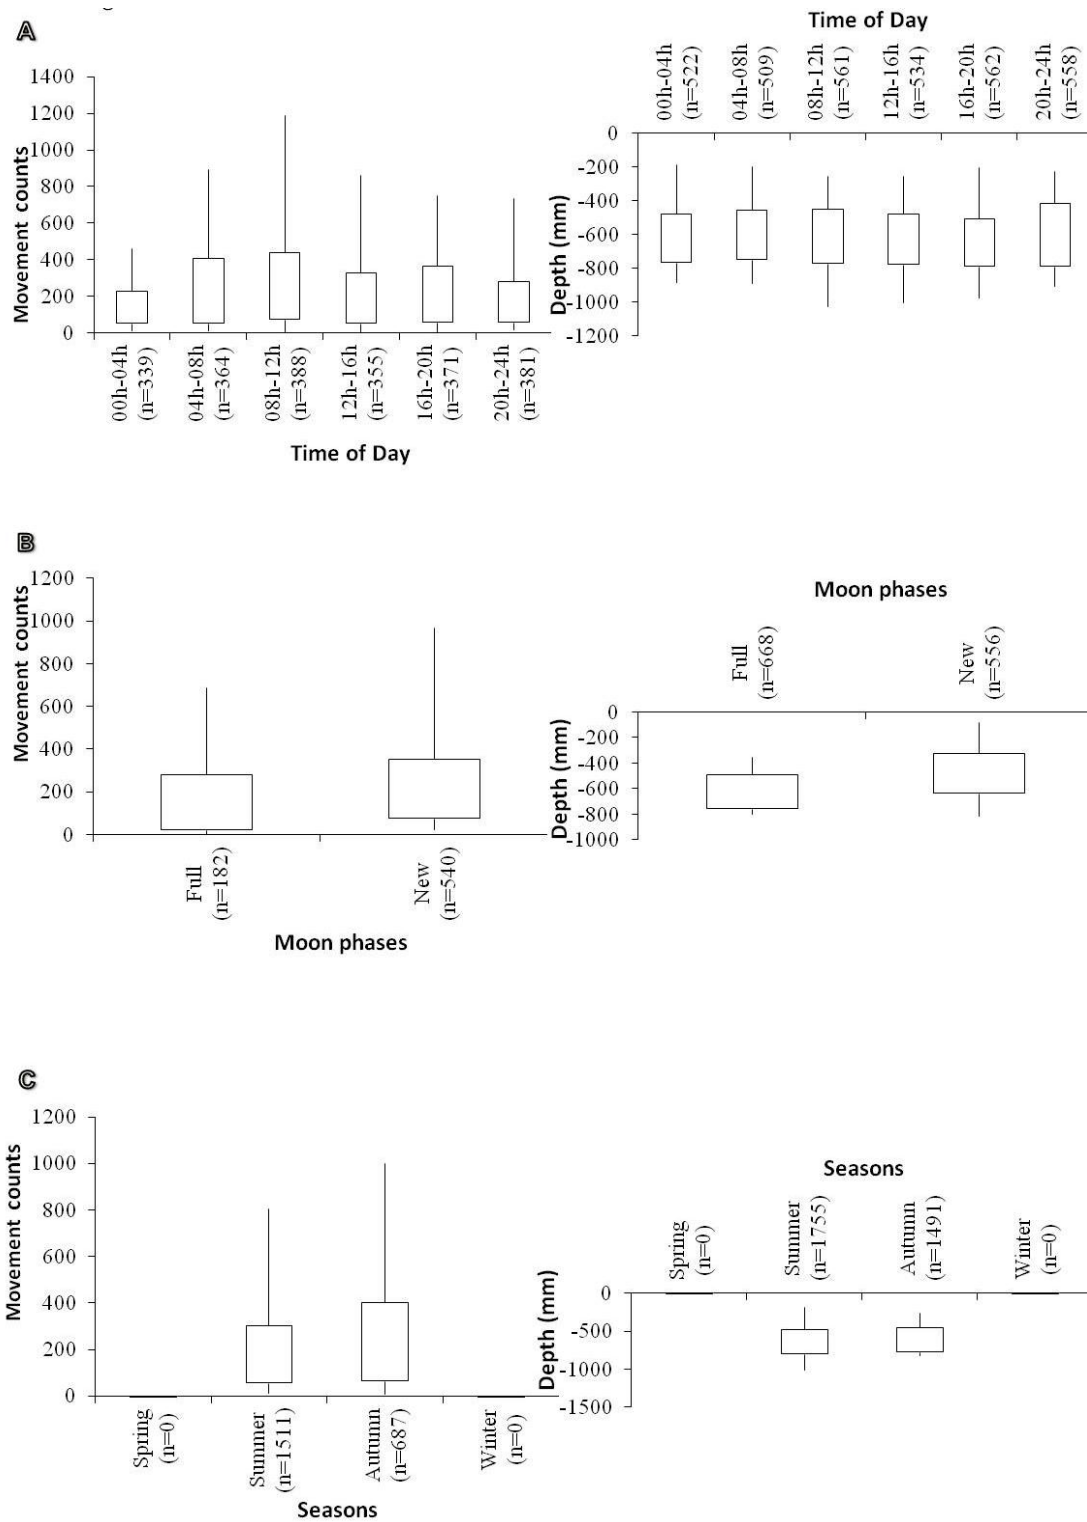 A
Movement counts
1400
1200
1000
800
600
400
200
0
00h-04h
(n=339)
04h-08h
(n=364)
08h-12h
(n=388)
12h-16h
(n=355)
16h-20h
(n=371)
20h-24h
(n=381)
Time of Day
Time of Day
00h-04h
(n=522)
04h-08h
(n=509)
08h-12h
(n=561)
12h-16h
(n=534)
16h-20h
(n=562)
20h-24h
(n=558)
Depth (mm)
0
-200
-400
-600
-800
-1000
-1200
B
Movement counts
1200
1000
800
600
400
200
0
Full
(n=182)
New
(n=540)
Moon phases
Moon phases
Full
(n=668)
New
(n=556)
Depth (mm)
0
-200
-400
-600
-800
-1000
C
Movement counts
1200
1000
800
600
400
200
0
Spring
(n=0)
Summer
(n=1511)
Autumn
(n=687)
Winter
(n=0)
Seasons
Seasons
Spring
(n=0)
Summer
(n=1755)
Autumn
(n=1491)
Winter
(n=0)
Depth (mm)
0
-500
-1000
-1500